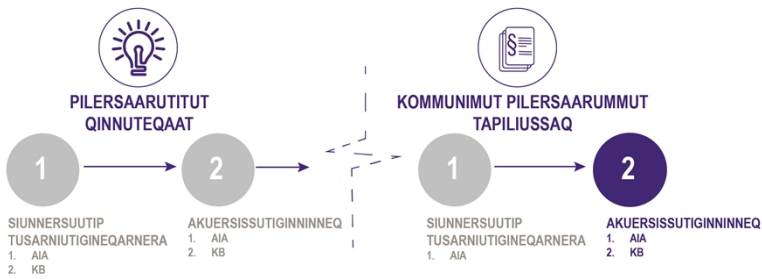 PILERSAARUTITUT
QINNUTEQAAT
1
2
SIUNNERSUUTIP
TUSARNIUTIGINEQARNERA
1. AIA
2. KB
AKUERSISSUTIGINNINNEQ
1. AIA
2. KB
§
KOMMUNIMUT PILERSAARUMMUT
TAPILIUSSAQ
1
2
SIUNNERSUUTIP
TUSARNIUTIGINEQARNERA
1. AIA
AKUERSISSUTIGINNINNEQ
1. AIA
2. KB